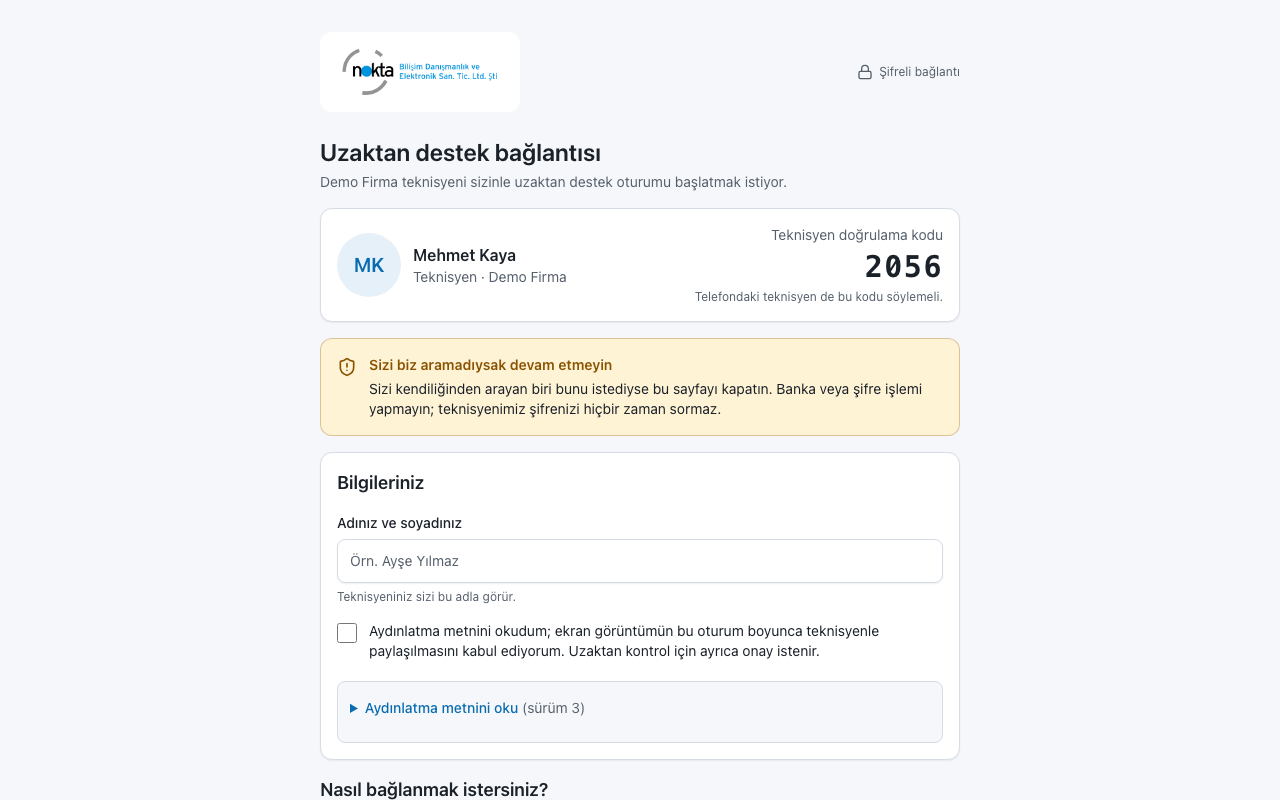 nokta Bilişim Danışmanlık ve
Elektronik San. Tic. Ltd. Şti
Şifreli bağlantı
Uzaktan destek bağlantısı
Demo Firma teknisyeni sizinle uzaktan destek oturumu başlatmak istiyor.
MK
Mehmet Kaya
Teknisyen · Demo Firma
Teknisyen doğrulama kodu
2056
Telefondaki teknisyen de bu kodu söylemeli.
Sizi biz aramadıysak devam etmeyin
Sizi kendiliğinden arayan biri bunu istediyse bu sayfayı kapatın. Banka veya şifre işlemi
yapmayın; teknisyenimiz şifrenizi hiçbir zaman sormaz.
Bilgileriniz
Adınız ve soyadınız
Örn. Ayşe Yılmaz
Teknisyeniniz sizi bu adla görür.
Aydınlatma metnini okudum; ekran görüntümün bu oturum boyunca teknisyenle
paylaşılmasını kabul ediyorum. Uzaktan kontrol için ayrıca onay istenir.
Aydınlatma metnini oku (sürüm 3)
Nasıl bağlanmak istersiniz?